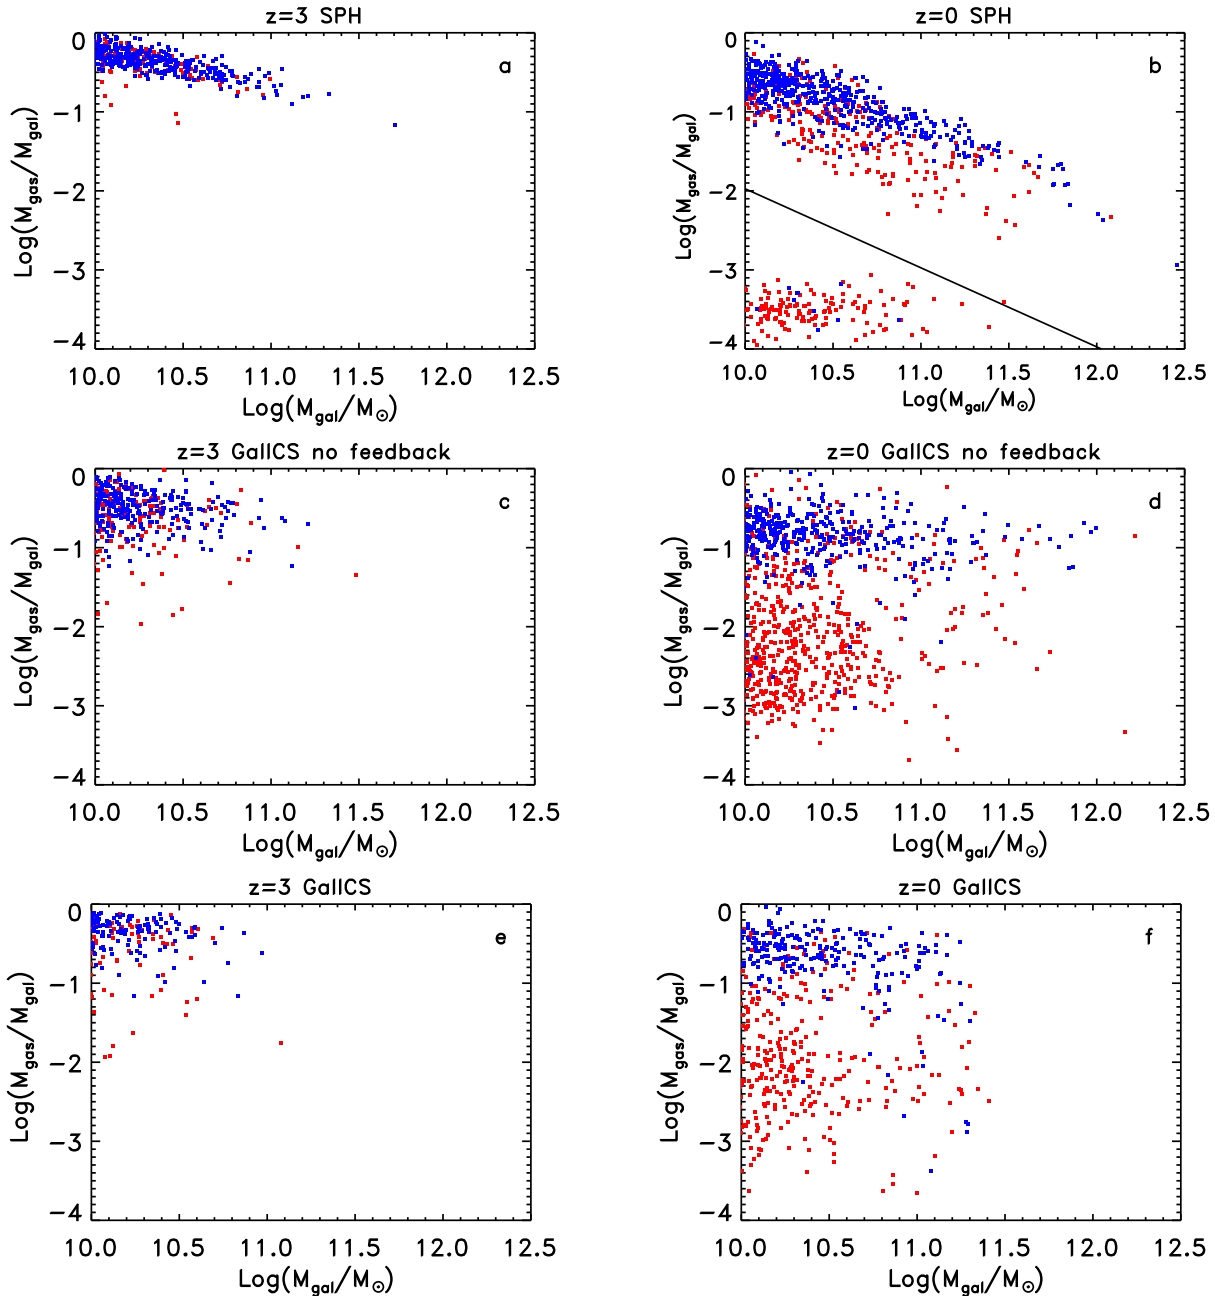 z=3 SPH
z=0 SPH
a
b
0
−1
−2
−3
−4
0
−1
−2
−3
−4
Log(M_gas/M_gal)
Log(M_gas/M_gal)
10.0 10.5 11.0 11.5 12.0 12.5
10.0 10.5 11.0 11.5 12.0 12.5
Log(M_gal/M_⊙)
Log(M_gal/M_⊙)
z=3 GalICS no feedback
z=0 GalICS no feedback
c
d
0
−1
−2
−3
−4
0
−1
−2
−3
−4
Log(M_gas/M_gal)
Log(M_gas/M_gal)
10.0 10.5 11.0 11.5 12.0 12.5
10.0 10.5 11.0 11.5 12.0 12.5
Log(M_gal/M_⊙)
Log(M_gal/M_⊙)
z=3 GalICS
z=0 GalICS
e
f
0
−1
−2
−3
−4
0
−1
−2
−3
−4
Log(M_gas/M_gal)
Log(M_gas/M_gal)
10.0 10.5 11.0 11.5 12.0 12.5
10.0 10.5 11.0 11.5 12.0 12.5
Log(M_gal/M_⊙)
Log(M_gal/M_⊙)